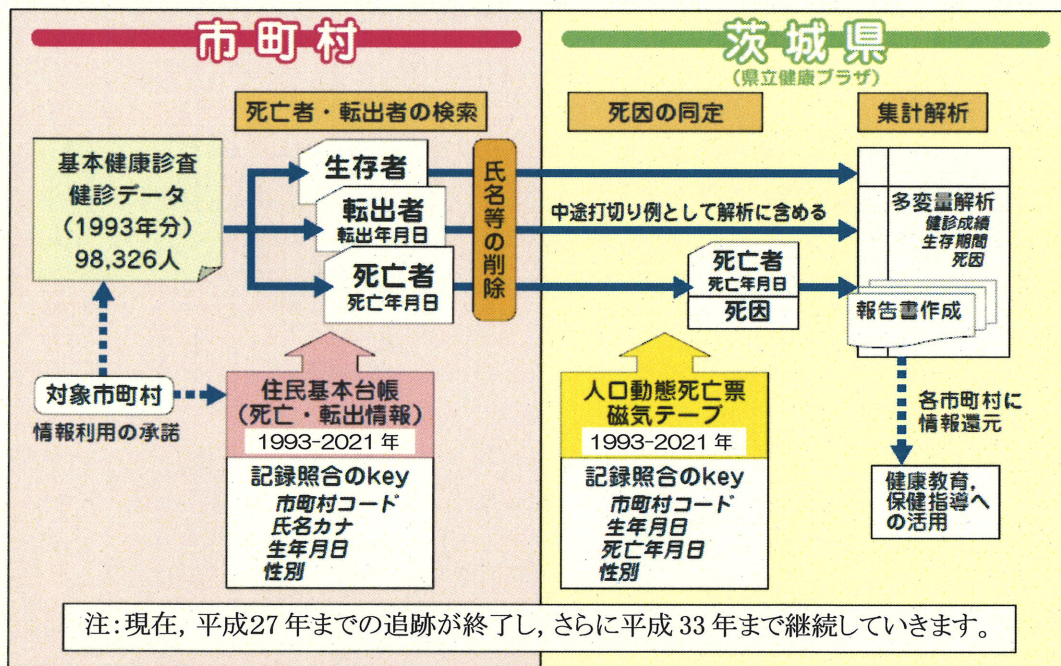 市町村
茨城県
(県立健康プラザ)
死亡者・転出者の検索
死因の同定
集計解析
基本健康診査
健診データ
(1993年分)
98,326人
生存者
転出者
転出年月日
死亡者
死亡年月日
氏名等の削除
中途打切り例として解析に含める
死亡者
死亡年月日
死因
多変量解析
健診成績
生存期間
死因
報告書作成
対象市町村
情報利用の承諾
住民基本台帳
(死亡・転出情報)
1993-2021年
記録照合のkey
市町村コード
氏名カナ
生年月日
性別
人口動態死亡票
磁気テープ
1993-2021年
記録照合のkey
市町村コード
生年月日
死亡年月日
性別
各市町村に
情報還元
健康教育,
保健指導へ
の活用
注:現在, 平成27年までの追跡が終了し, さらに平成33年まで継続していきます。